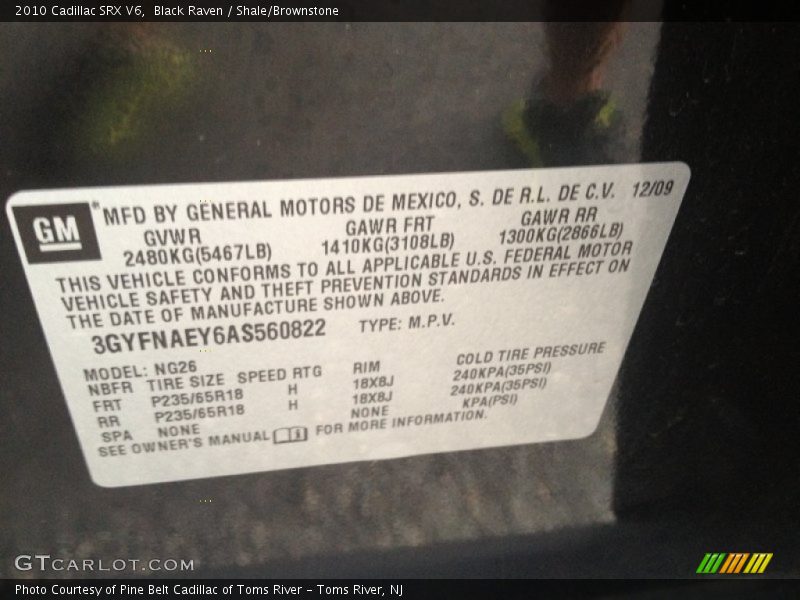 2010 Cadillac SRX V6, Black Raven / Shale/Brownstone
GM
MFD BY GENERAL MOTORS DE MEXICO, S. DE R.L. DE C.V. 12/09
GVWR GAWR FRT GAWR RR
2480KG(5467LB) 1410KG(3108LB) 1300KG(2866LB)
THIS VEHICLE CONFORMS TO ALL APPLICABLE U.S. FEDERAL MOTOR
VEHICLE SAFETY AND THEFT PREVENTION STANDARDS IN EFFECT ON
THE DATE OF MANUFACTURE SHOWN ABOVE.
3GYFNAEY6AS560822 TYPE: M.P.V.
MODEL: NG26
NBFR TIRE SIZE SPEED RTG RIM COLD TIRE PRESSURE
FRT P235/65R18 H 18X8J 240KPA(35PSI)
RR P235/65R18 H 18X8J 240KPA(35PSI)
SPA NONE NONE KPA(PSI)
SEE OWNER'S MANUAL FOR MORE INFORMATION.
GTCARLOT.COM
Photo Courtesy of Pine Belt Cadillac of Toms River – Toms River, NJ